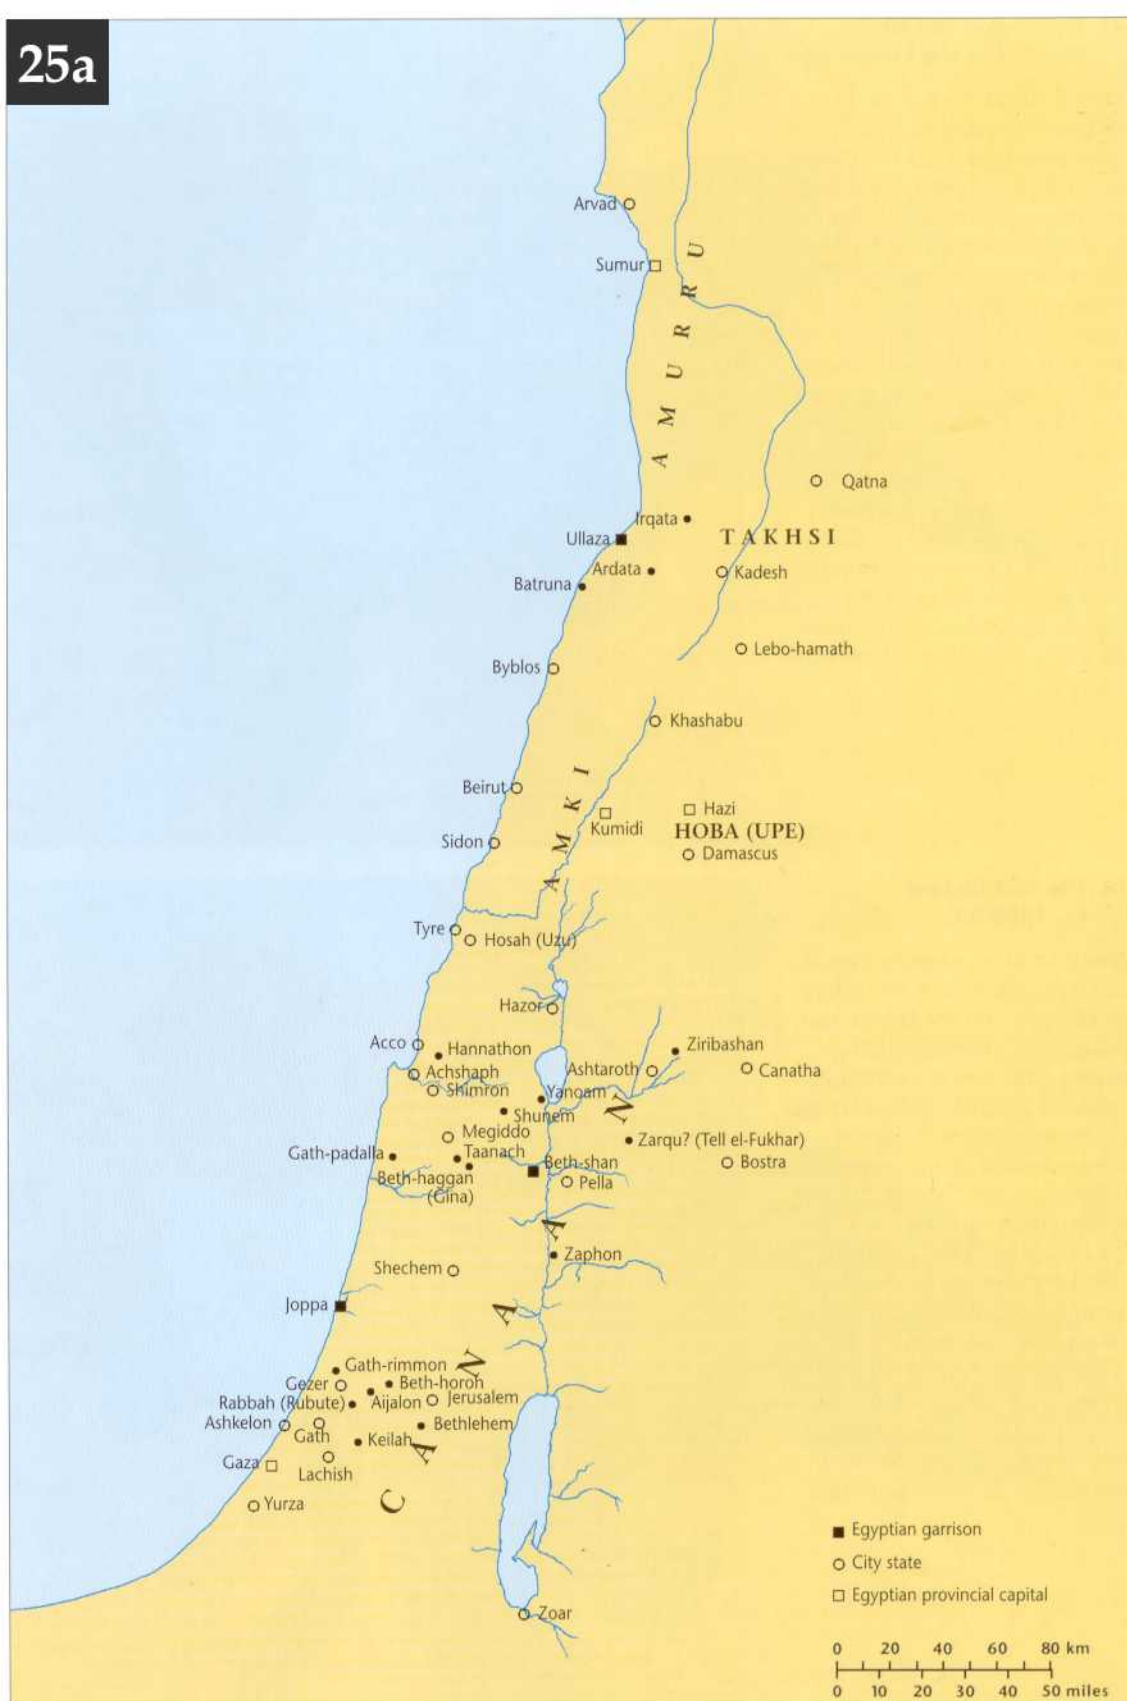 25a
Arvad
Sumur
AMURRU
Qatna
Irqata
Ullaza
TAKHSI
Ardata
Kadesh
Batruna
Lebo-hamath
Byblos
Khashabu
AMKI
Beirut
Hazi
Kumidi
HOBA (UPE)
Sidon
Damascus
Tyre
Hosah (Uzu)
Hazor
Acco
Hannathon
Ziribashan
Achshaph
Ashtaroth
Canatha
Shimron
Yanoam
Shunem
Megiddo
Zarqu? (Tell el-Fukhar)
Gath-padalla
Taanach
Beth-shan
Bostra
Beth-haggan
(Gina)
Pella
CANAAN
Zaphon
Shechem
Joppa
Gath-rimmon
Gezer
Beth-horoh
Rabbah (Rubute)
Aijalon
Jerusalem
Ashkelon
Gath
Bethlehem
Keilah
Gaza
Lachish
Yurza
Zoar
Egyptian garrison
City state
Egyptian provincial capital
0 20 40 60 80 km
0 10 20 30 40 50 miles